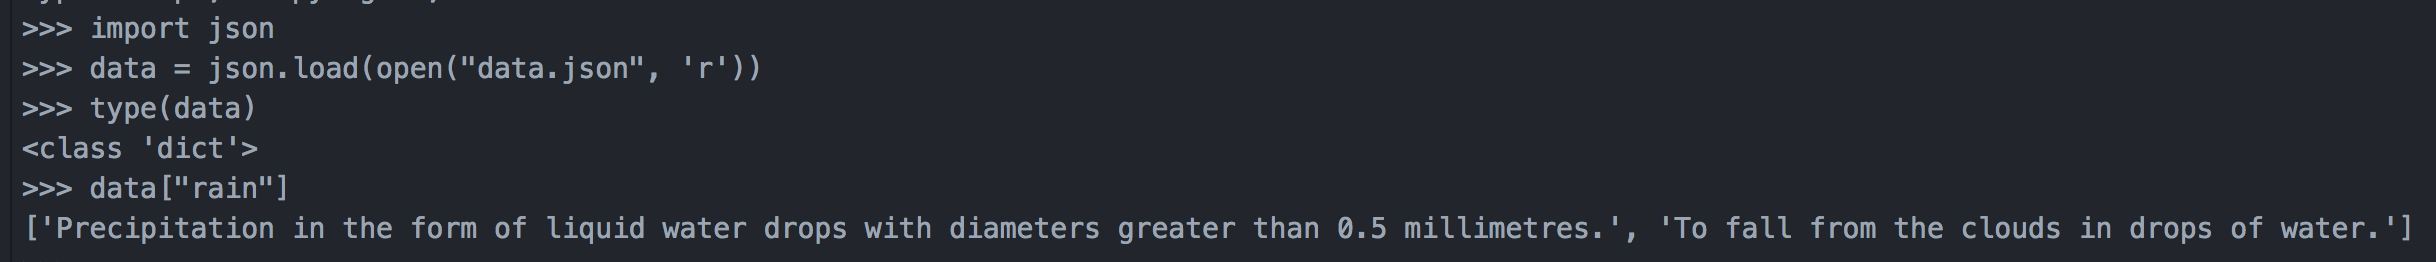 >>> import json
>>> data = json.load(open("data.json", 'r'))
>>> type(data)
<class 'dict'>
>>> data["rain"]
['Precipitation in the form of liquid water drops with diameters greater than 0.5 millimetres.', 'To fall from the clouds in drops of water.']